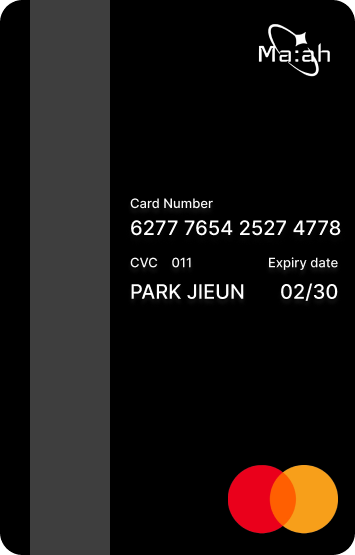 Ma:ah
Card Number
6277 7654 2527 4778
CVC 011 Expiry date
PARK JIEUN 02/30